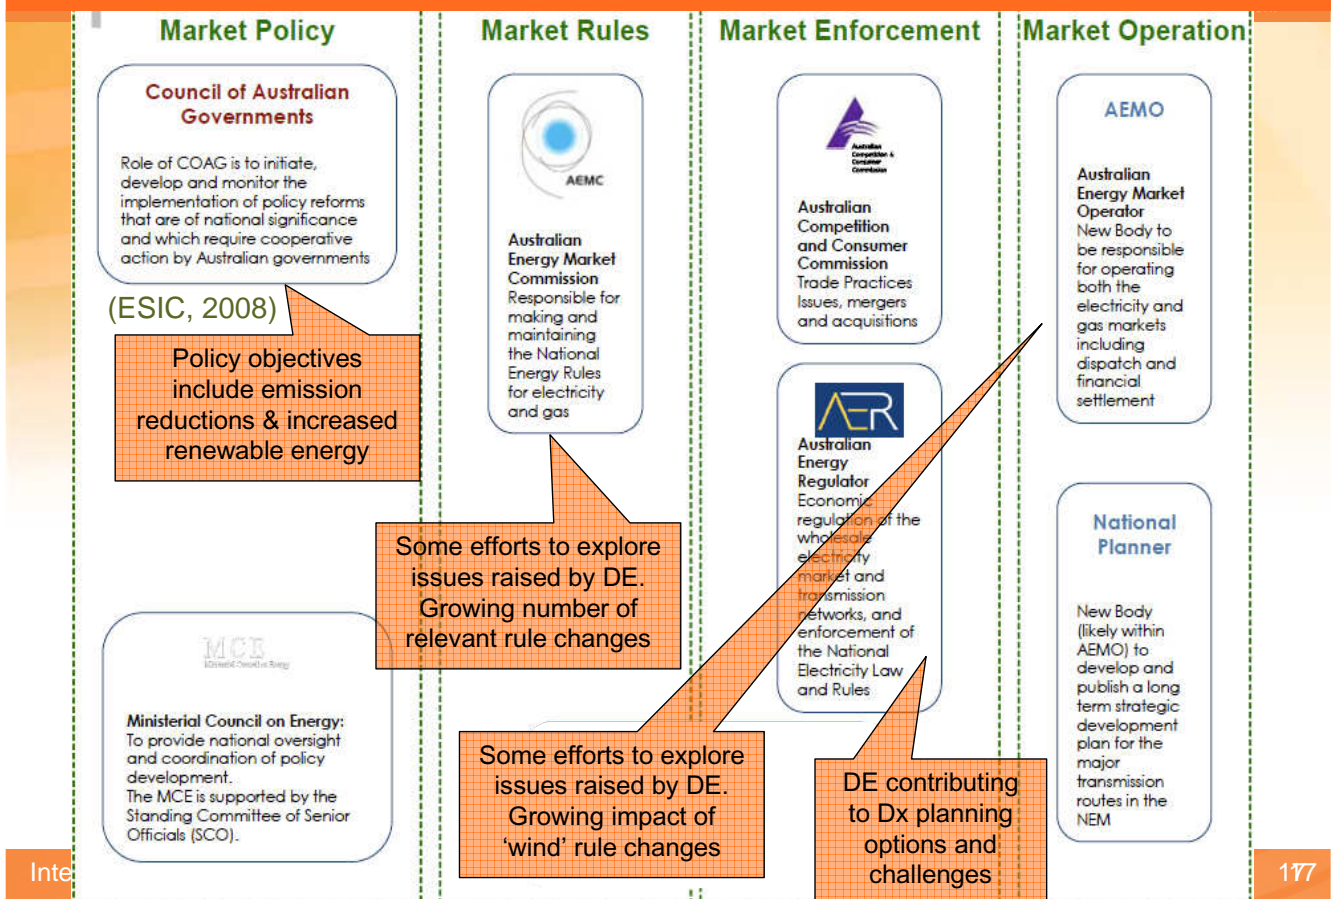 Market Policy
Council of Australian
Governments
Role of COAG is to initiate,
develop and monitor the
implementation of policy reforms
that are of national significance
and which require cooperative
action by Australian governments
(ESIC, 2008)
Policy objectives
include emission
reductions & increased
renewable energy
MCE
Ministerial Council on Energy
Ministerial Council on Energy:
To provide national oversight
and coordination of policy
development.
The MCE is supported by the
Standing Committee of Senior
Officials (SCO).
Market Rules
AEMC
Australian
Energy Market
Commission
Responsible for
making and
maintaining
the National
Energy Rules
for electricity
and gas
Some efforts to explore
issues raised by DE.
Growing number of
relevant rule changes
Market Enforcement
Australian
Competition &
Consumer
Commission
Australian
Competition
and Consumer
Commission
Trade Practices
Issues, mergers
and acquisitions
AER
Australian
Energy
Regulator
Economic
regulation of the
wholesale
electricity
market and
transmission
networks, and
enforcement of
the National
Electricity Law
and Rules
Some efforts to explore
issues raised by DE.
Growing impact of
‘wind’ rule changes
DE contributing
to Dx planning
options and
challenges
Market Operation
AEMO
Australian
Energy Market
Operator
New Body to
be responsible
for operating
both the
electricity and
gas markets
including
dispatch and
financial
settlement
National
Planner
New Body
(likely within
AEMO) to
develop and
publish a long
term strategic
development
plan for the
major
transmission
routes in the
NEM
Inte